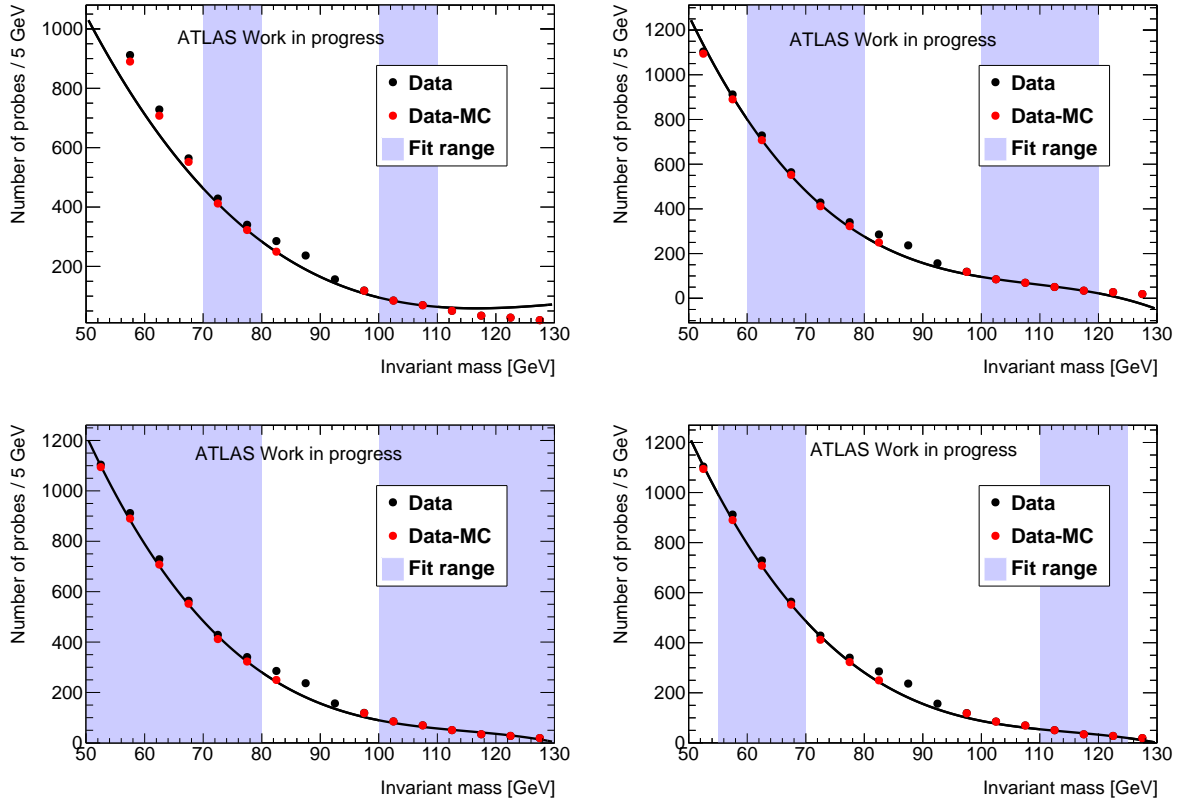 Number of probes / 5 GeV
1000
800
600
400
200
50 60 70 80 90 100 110 120 130
Invariant mass [GeV]
ATLAS Work in progress
Data
Data-MC
Fit range
Number of probes / 5 GeV
1200
1000
800
600
400
200
0
50 60 70 80 90 100 110 120 130
Invariant mass [GeV]
ATLAS Work in progress
Data
Data-MC
Fit range
Number of probes / 5 GeV
1200
1000
800
600
400
200
0
50 60 70 80 90 100 110 120 130
Invariant mass [GeV]
ATLAS Work in progress
Data
Data-MC
Fit range
Number of probes / 5 GeV
1200
1000
800
600
400
200
0
50 60 70 80 90 100 110 120 130
Invariant mass [GeV]
ATLAS Work in progress
Data
Data-MC
Fit range